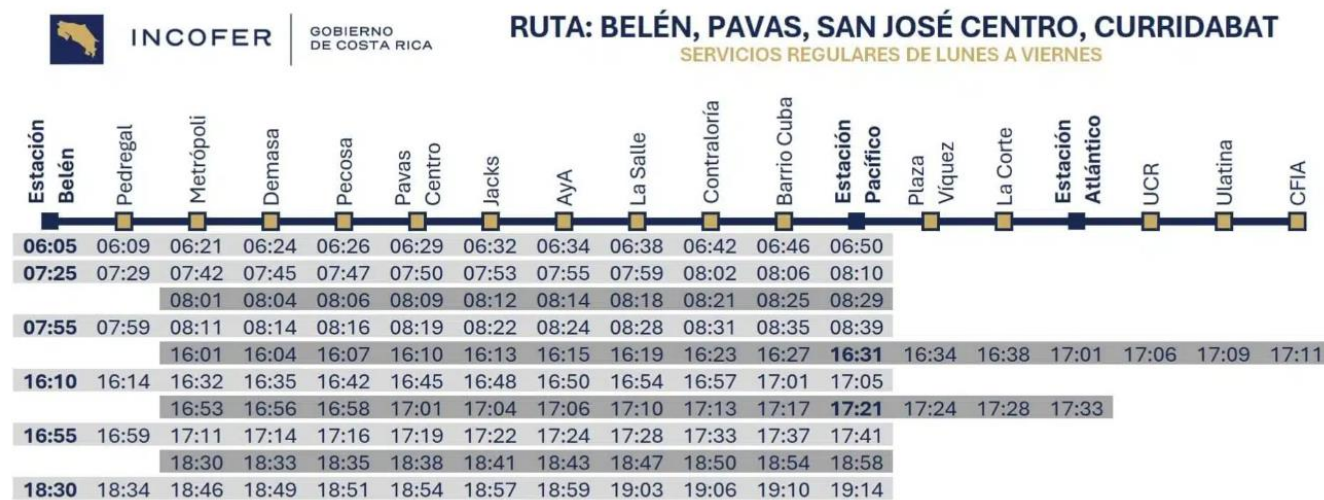 INCOFER
GOBIERNO
DE COSTA RICA
RUTA: BELÉN, PAVAS, SAN JOSÉ CENTRO, CURRIDABAT
SERVICIOS REGULARES DE LUNES A VIERNES
Estación
Belén
Pedregal
Metrópoli
Demasa
Pecosa
Pavas
Centro
Jacks
AyA
La Salle
Contraloría
Barrio Cuba
Estación
Pacífico
Plaza
Víquez
La Corte
Estación
Atlántico
UCR
Ulatina
CFIA
06:05 06:09 06:21 06:24 06:26 06:29 06:32 06:34 06:38 06:42 06:46 06:50
07:25 07:29 07:42 07:45 07:47 07:50 07:53 07:55 07:59 08:02 08:06 08:10
08:01 08:04 08:06 08:09 08:12 08:14 08:18 08:21 08:25 08:29
07:55 07:59 08:11 08:14 08:16 08:19 08:22 08:24 08:28 08:31 08:35 08:39
16:01 16:04 16:07 16:10 16:13 16:15 16:19 16:23 16:27 16:31 16:34 16:38 17:01 17:06 17:09 17:11
16:10 16:14 16:32 16:35 16:42 16:45 16:48 16:50 16:54 16:57 17:01 17:05
16:53 16:56 16:58 17:01 17:04 17:06 17:10 17:13 17:17 17:21 17:24 17:28 17:33
16:55 16:59 17:11 17:14 17:16 17:19 17:22 17:24 17:28 17:33 17:37 17:41
18:30 18:33 18:35 18:38 18:41 18:43 18:47 18:50 18:54 18:58
18:30 18:34 18:46 18:49 18:51 18:54 18:57 18:59 19:03 19:06 19:10 19:14